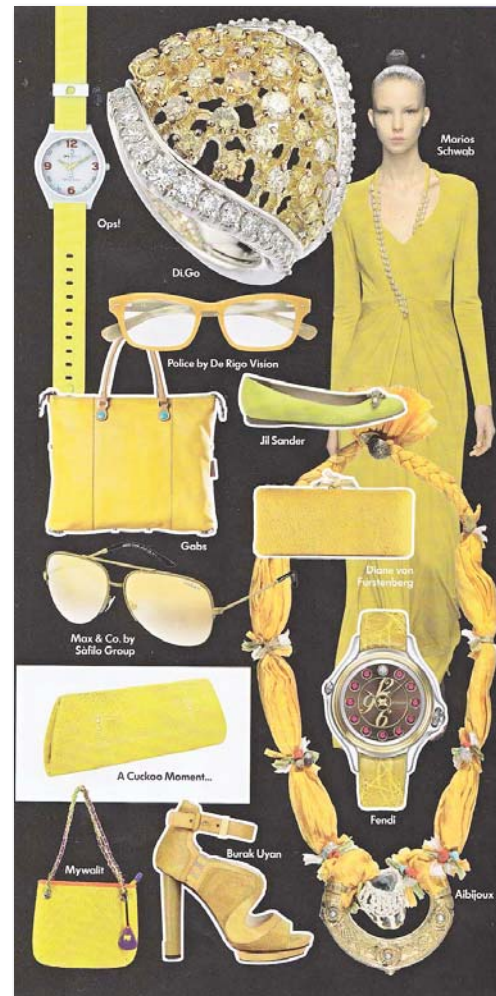 Marios
Schwab
Ops!
Di.Go
Police by De Rigo Vision
Jil Sander
Gabs
Diane von
Furstenberg
Max & Co. by
Sàfilo Group
A Cuckoo Moment...
Fendi
Burak Uyan
Mywalit
Aibijoux